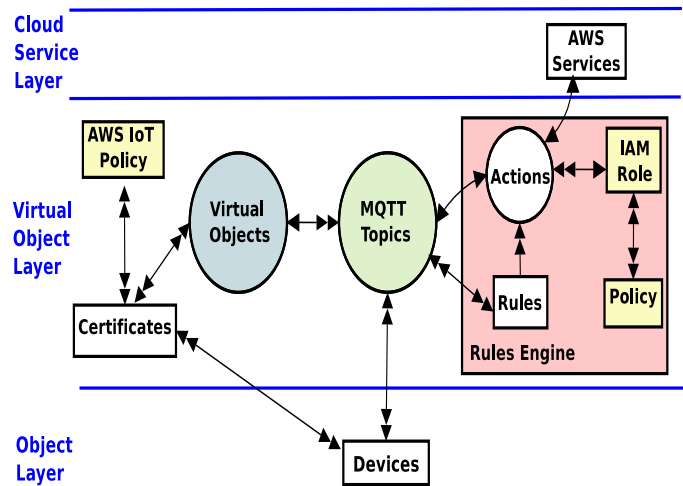 Cloud
Service
Layer
AWS
Services
AWS IoT
Policy
Virtual
Objects
MQTT
Topics
Actions
IAM
Role
Virtual
Object
Layer
Certificates
Rules
Policy
Rules Engine
Object
Layer
Devices